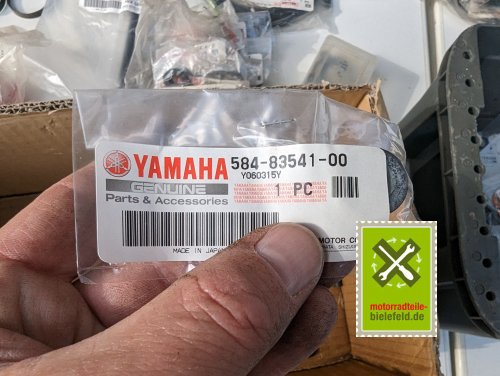 YAMAHA 584-83541-00
Y060315Y
GENUINE
Parts & Accessories
1 PC
MADE IN JAPAN
MOTOR CO
motorradteile-
bielefeld.de